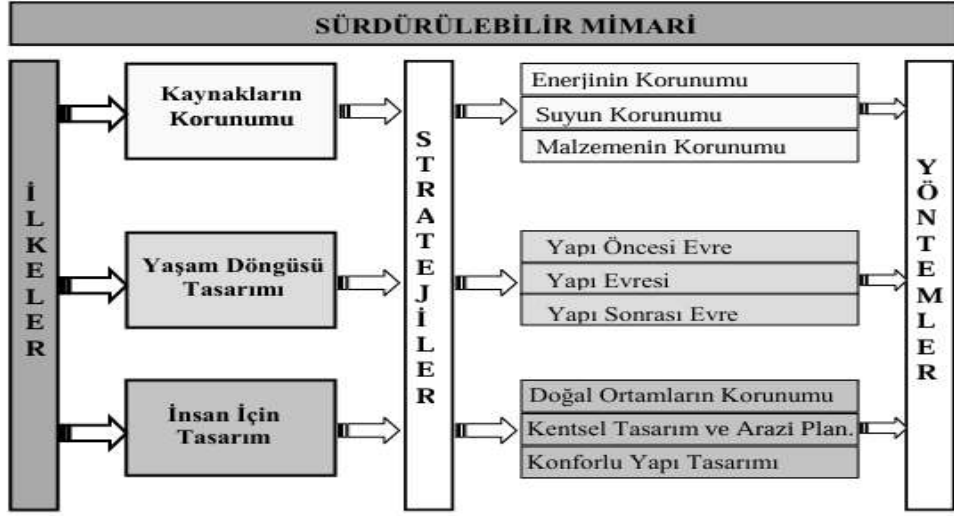 SÜRDÜRÜLEBİLİR MİMARİ
İLKELER
Kaynakların
Korunumu
Yaşam Döngüsü
Tasarımı
İnsan İçin
Tasarım
STRATEJİLER
Enerjinin Korunumu
Suyun Korunumu
Malzemenin Korunumu
Yapı Öncesi Evre
Yapı Evresi
Yapı Sonrası Evre
Doğal Ortamların Korunumu
Kentsel Tasarım ve Arazi Plan.
Konforlu Yapı Tasarımı
YÖNTEMLER